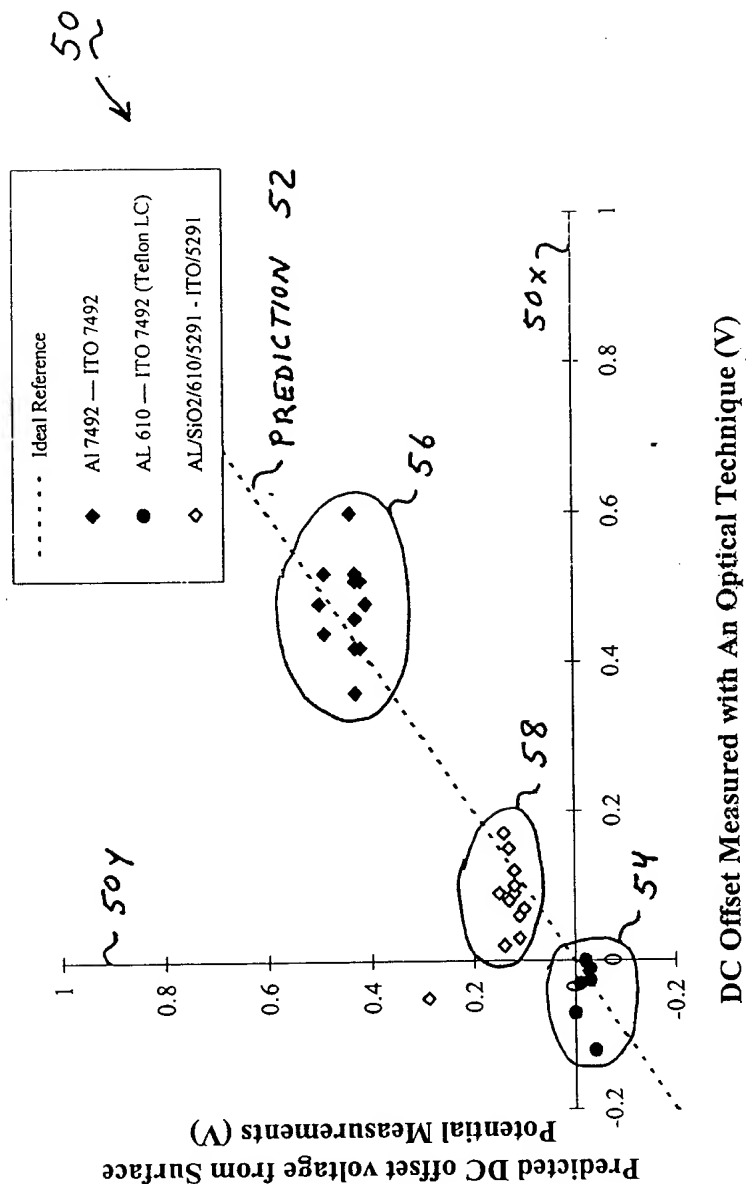 50
Ideal Reference
Al 7492 — ITO 7492
AL 610 — ITO 7492 (Teflon LC)
AL/SiO2/610/5291 - ITO/5291
PREDICTION 52
56
58
54
50Y
50X
1
0.8
0.6
0.4
0.2
0
-0.2
-0.2
0.2
0.4
0.6
0.8
1
Predicted DC offset voltage from Surface
Potential Measurements (V)
DC Offset Measured with An Optical Technique (V)